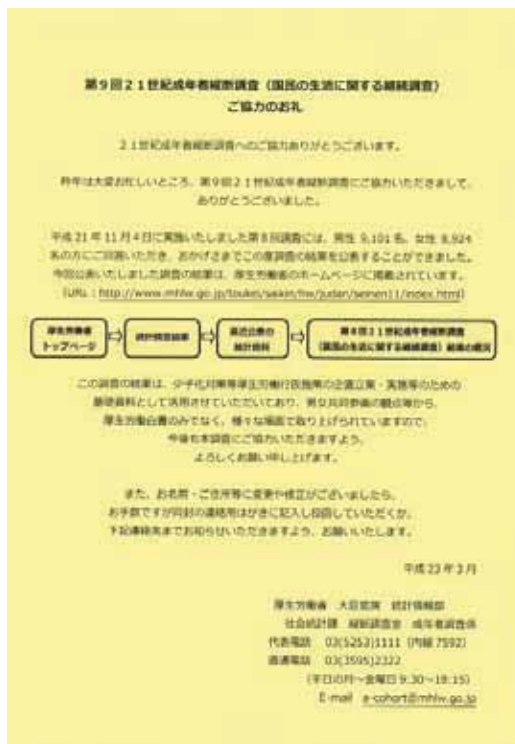 第9回21世紀成年者縦断調査（国民の生活に関する継続調査）
ご協力のお礼
21世紀成年者縦断調査へのご協力ありがとうございます。
昨年は大変お忙しいところ、第9回21世紀成年者縦断調査にご協力いただきまして、
ありがとうございました。
平成21年11月4日に実施いたしました第8回調査には、男性 9,101名、女性 8,924
名の方にご回答いただき、おかげさまでこの度調査の結果を公表することができました。
今回公表いたしました調査の結果は、厚生労働省のホームページに掲載されています。
（URL：http://www.mhlw.go.jp/toukei/saikin/hw/judan/seinen11/index.html）
厚生労働省
トップページ
統計調査結果
最近公表の
統計資料
第8回21世紀成年者縦断調査
（国民の生活に関する継続調査）結果の概況
この調査の結果は、少子化対策等厚生労働行政施策の企画立案・実施等のための
基礎資料として活用させていただいており、男女共同参画の観点等から、
厚生労働白書のみでなく、様々な場面で取り上げられていますので、
今後も本調査にご協力いただきますよう、
よろしくお願い申し上げます。
また、お名前・ご住所等に変更や修正がございましたら、
お手数ですが同封の連絡用はがきに記入し投函していただくか、
下記連絡先までお知らせいただきますよう、お願いいたします。
平成23年3月
厚生労働省 大臣官房 統計情報部
社会統計課 縦断調査室 成年者調査係
代表電話 03(5253)1111（内線 7592）
直通電話 03(3595)2322
（平日の月～金曜日 9:30～18:15）
E-mail e-cohort@mhlw.go.jp